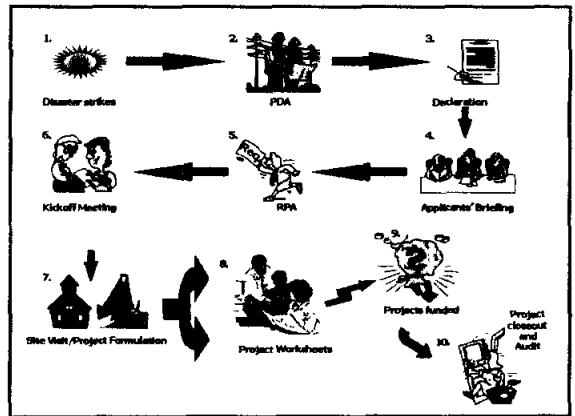 1.
Disaster strikes
2.
PDA
3.
Declaration
4.
Applicants' Briefing
5.
RPA
6.
Kickoff Meeting
7.
Site Visit/Project Formulation
8.
Project Worksheets
9.
Projects funded
10.
Project
closeout
and
Audit